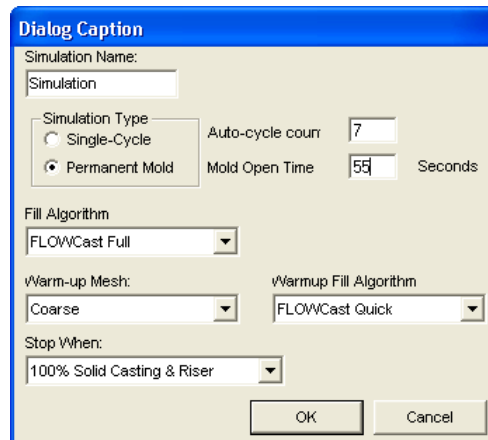 Dialog Caption
Simulation Name:
Simulation
Simulation Type
Single-Cycle
Permanent Mold
Auto-cycle coun
7
Mold Open Time
55
Seconds
Fill Algorithm
FLOWCast Full
Warm-up Mesh:
Warmup Fill Algorithm
Coarse
FLOWCast Quick
Stop When:
100% Solid Casting & Riser
OK
Cancel